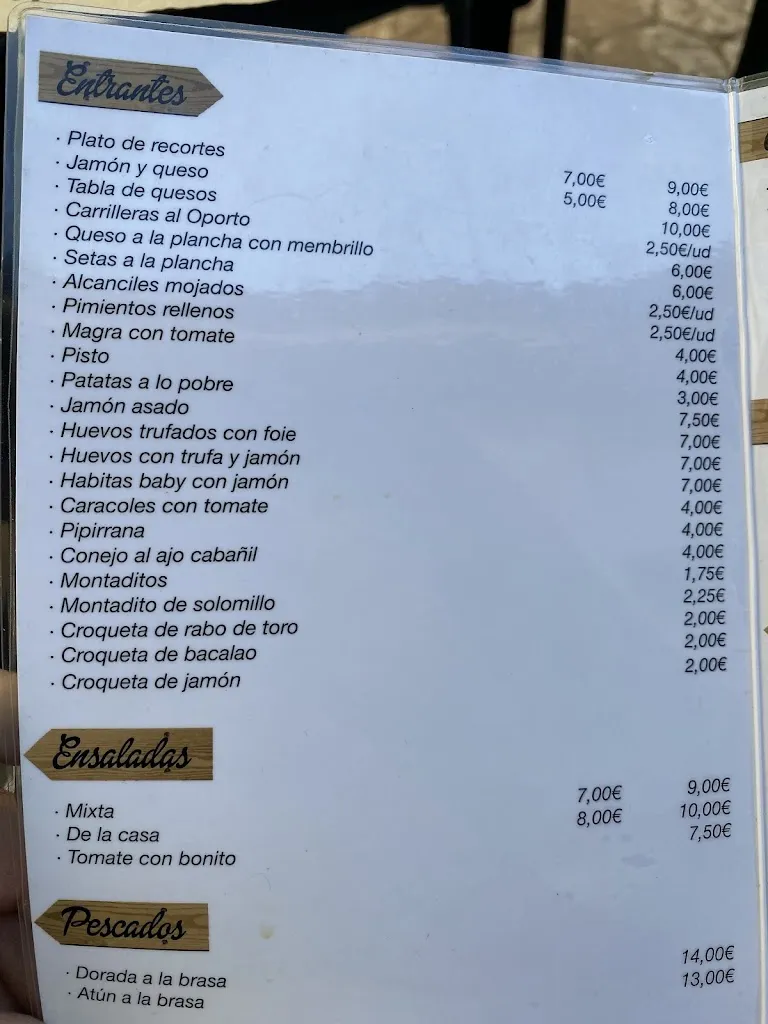 Entrantes
· Plato de recortes 7,00€ 9,00€
· Jamón y queso 5,00€ 8,00€
· Tabla de quesos 10,00€
· Carrilleras al Oporto 2,50€/ud
· Queso a la plancha con membrillo 6,00€
· Setas a la plancha 6,00€
· Alcanciles mojados 2,50€/ud
· Pimientos rellenos 2,50€/ud
· Magra con tomate 4,00€
· Pisto 4,00€
· Patatas a lo pobre 3,00€
· Jamón asado 7,50€
· Huevos trufados con foie 7,00€
· Huevos con trufa y jamón 7,00€
· Habitas baby con jamón 7,00€
· Caracoles con tomate 4,00€
· Pipirrana 4,00€
· Conejo al ajo cabañil 4,00€
· Montaditos 1,75€
· Montadito de solomillo 2,25€
· Croqueta de rabo de toro 2,00€
· Croqueta de bacalao 2,00€
· Croqueta de jamón 2,00€
Ensaladas
· Mixta 7,00€ 9,00€
· De la casa 8,00€ 10,00€
· Tomate con bonito 7,50€
Pescados
· Dorada a la brasa 14,00€
· Atún a la brasa 13,00€